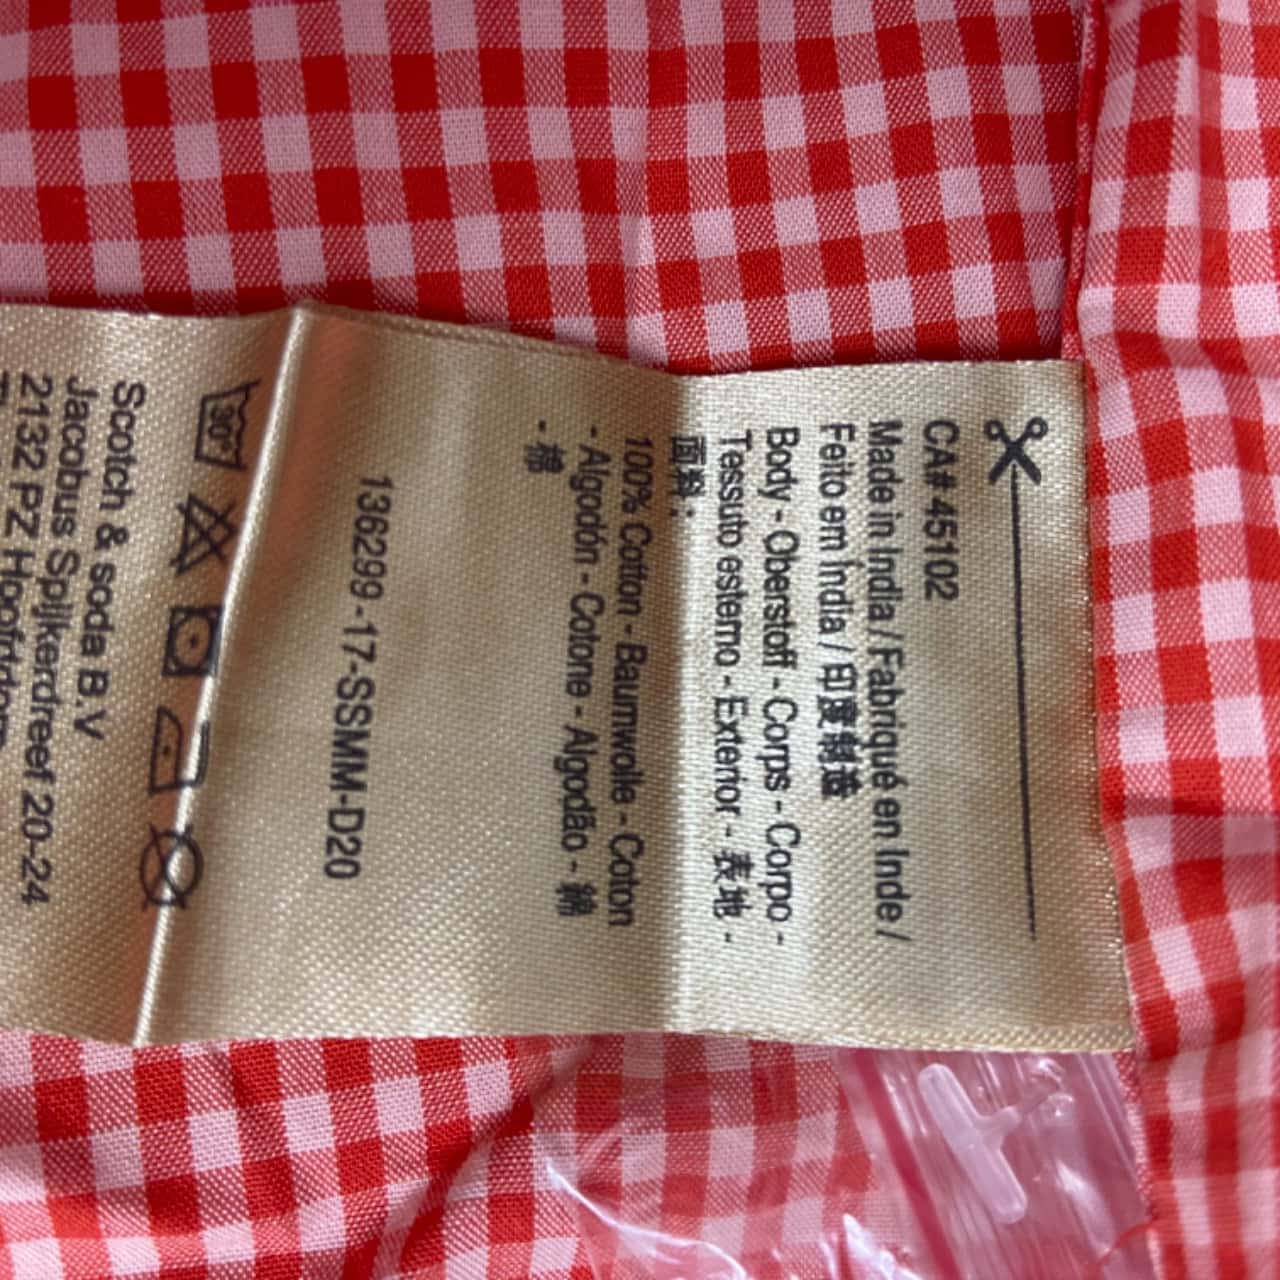 CA# 45102
Made in India / Fabriqué en Inde /
Feito em Índia / 印度製造
Body - Oberstoff - Corps - Corpo -
Tessuto esterno - Exterior - 表地 -
面料 :
100% Cotton - Baumwolle - Coton
- Algodón - Cotone - Algodão - 綿
- 棉
136299-17-SSMM-D20
30°
Scotch & soda B.V
Jacobus Spijkerdreef 20-24
2132 PZ Hoofddorp